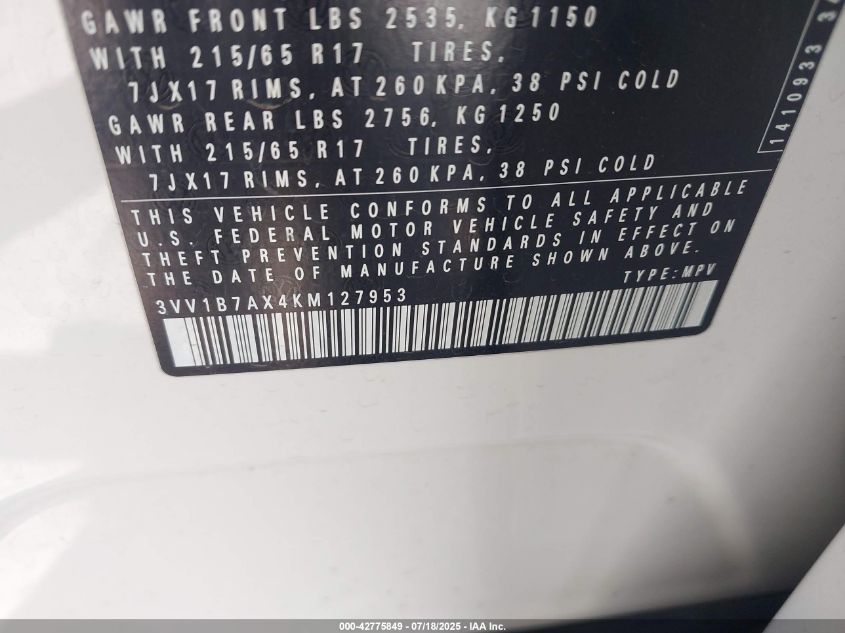 GAWR FRONT LBS 2535, KG 1150
WITH 215/65 R17 TIRES,
7JX17 RIMS, AT 260 KPA, 38 PSI COLD
GAWR REAR LBS 2756, KG 1250
WITH 215/65 R17 TIRES,
7JX17 RIMS, AT 260 KPA, 38 PSI COLD
THIS VEHICLE CONFORMS TO ALL APPLICABLE
U.S. FEDERAL MOTOR VEHICLE SAFETY AND
THEFT PREVENTION STANDARDS IN EFFECT ON
THE DATE OF MANUFACTURE SHOWN ABOVE.
TYPE: MPV
3VV1B7AX4KM127953
1410933
000-42775849 - 07/18/2025 - IAA Inc.